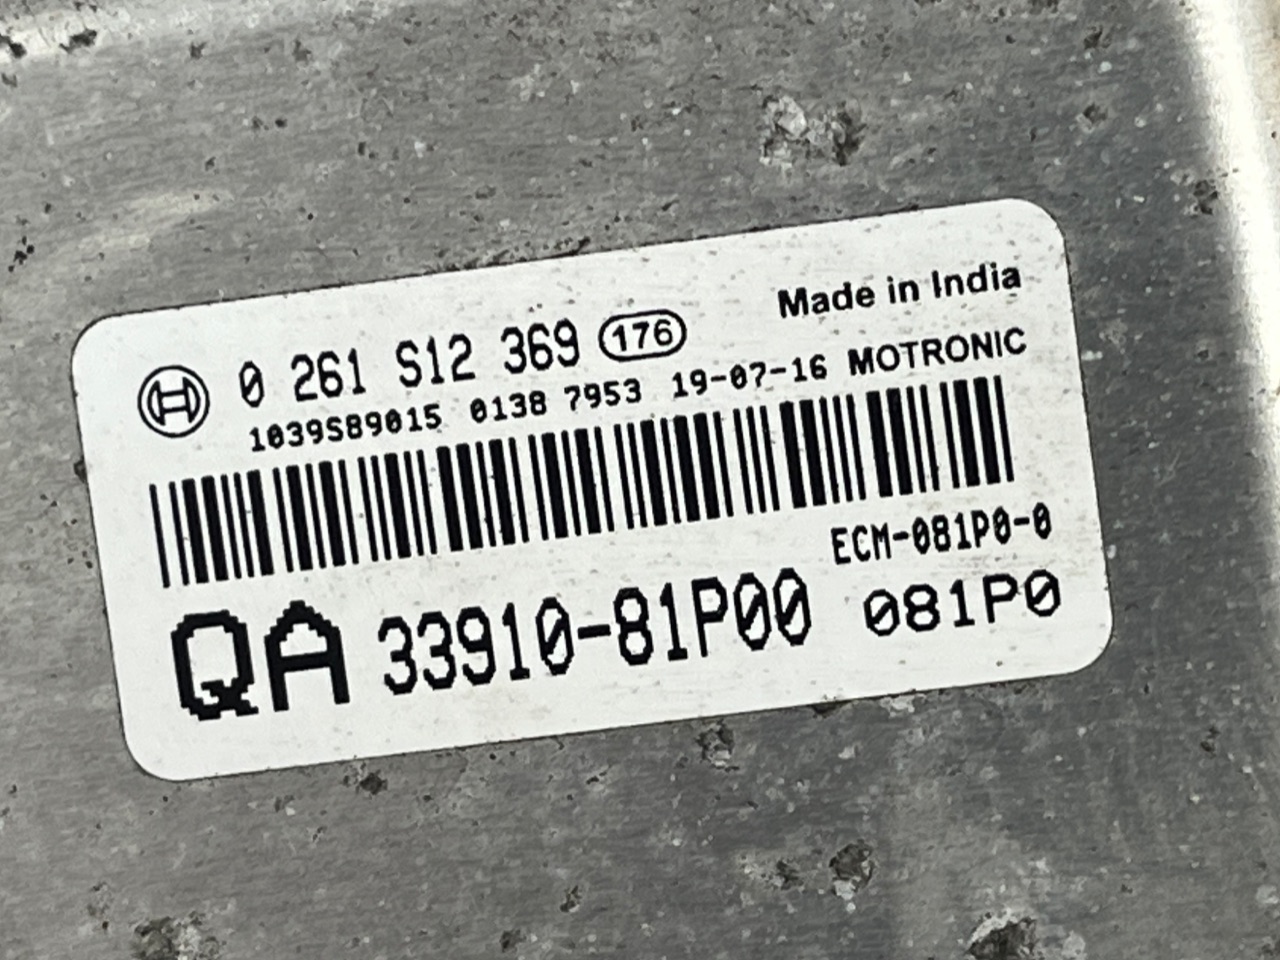 Made in India
0 261 S12 369 176
1039S89015 0138 7953 19-07-16 MOTRONIC
ECM-081P0-0
QA 33910-81P00 081P0